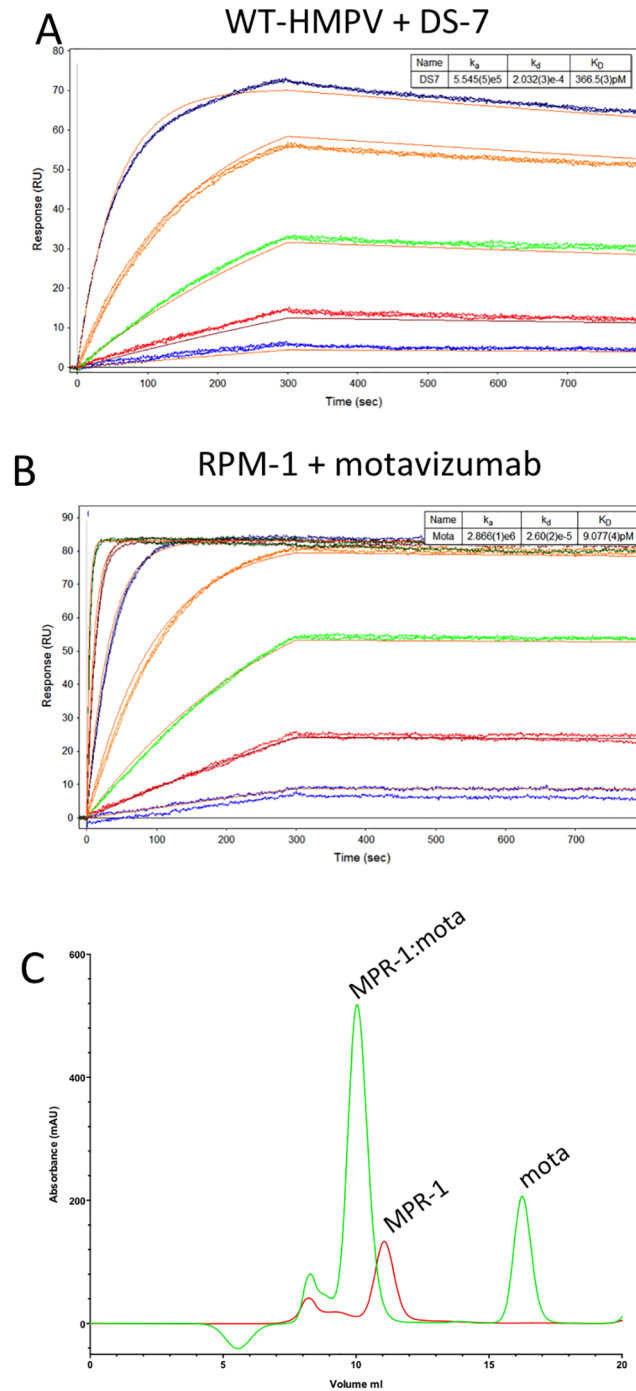 A
WT-HMPV + DS-7
Name ka kd KD
DS7 5.545(5)e5 2.032(3)e-4 366.5(3)pM
80
70
60
50
40
30
20
10
0
Response (RU)
0 100 200 300 400 500 600 700
Time (sec)
B
RPM-1 + motavizumab
Name ka kd KD
Mota 2.866(1)e6 2.60(2)e-5 9.077(4)pM
90
80
70
60
50
40
30
20
10
0
Response (RU)
0 100 200 300 400 500 600 700
Time (sec)
C
MPR-1:mota
MPR-1
mota
600
400
200
0
Absorbance (mAU)
0 5 10 15 20
Volume ml